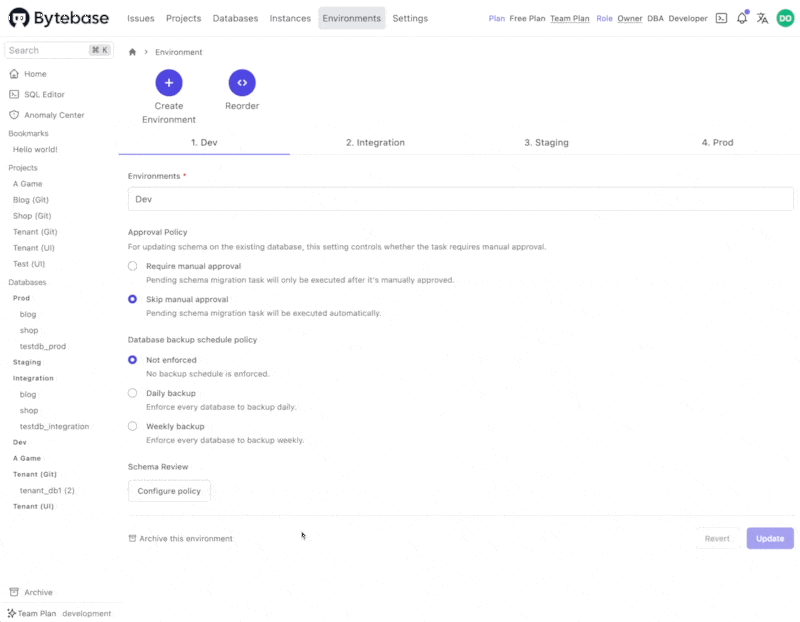 Bytebase
Issues Projects Databases Instances Environments Settings
Plan Free Plan Team Plan Role Owner DBA Developer
DO
Search ⌘ K
Home
SQL Editor
Anomaly Center
Bookmarks
Hello world!
Projects
A Game
Blog (Git)
Shop (Git)
Tenant (Git)
Tenant (UI)
Test (UI)
Databases
Prod
blog
shop
testdb_prod
Staging
Integration
blog
shop
testdb_integration
Dev
A Game
Tenant (Git)
tenant_db1 (2)
Tenant (UI)
Archive
Team Plan development
Environment
Create
Environment
Reorder
1. Dev 2. Integration 3. Staging 4. Prod
Environments *
Dev
Approval Policy
For updating schema on the existing database, this setting controls whether the task requires manual approval.
Require manual approval
Pending schema migration task will only be executed after it's manually approved.
Skip manual approval
Pending schema migration task will be executed automatically.
Database backup schedule policy
Not enforced
No backup schedule is enforced.
Daily backup
Enforce every database to backup daily.
Weekly backup
Enforce every database to backup weekly.
Schema Review
Configure policy
Archive this environment
Revert Update